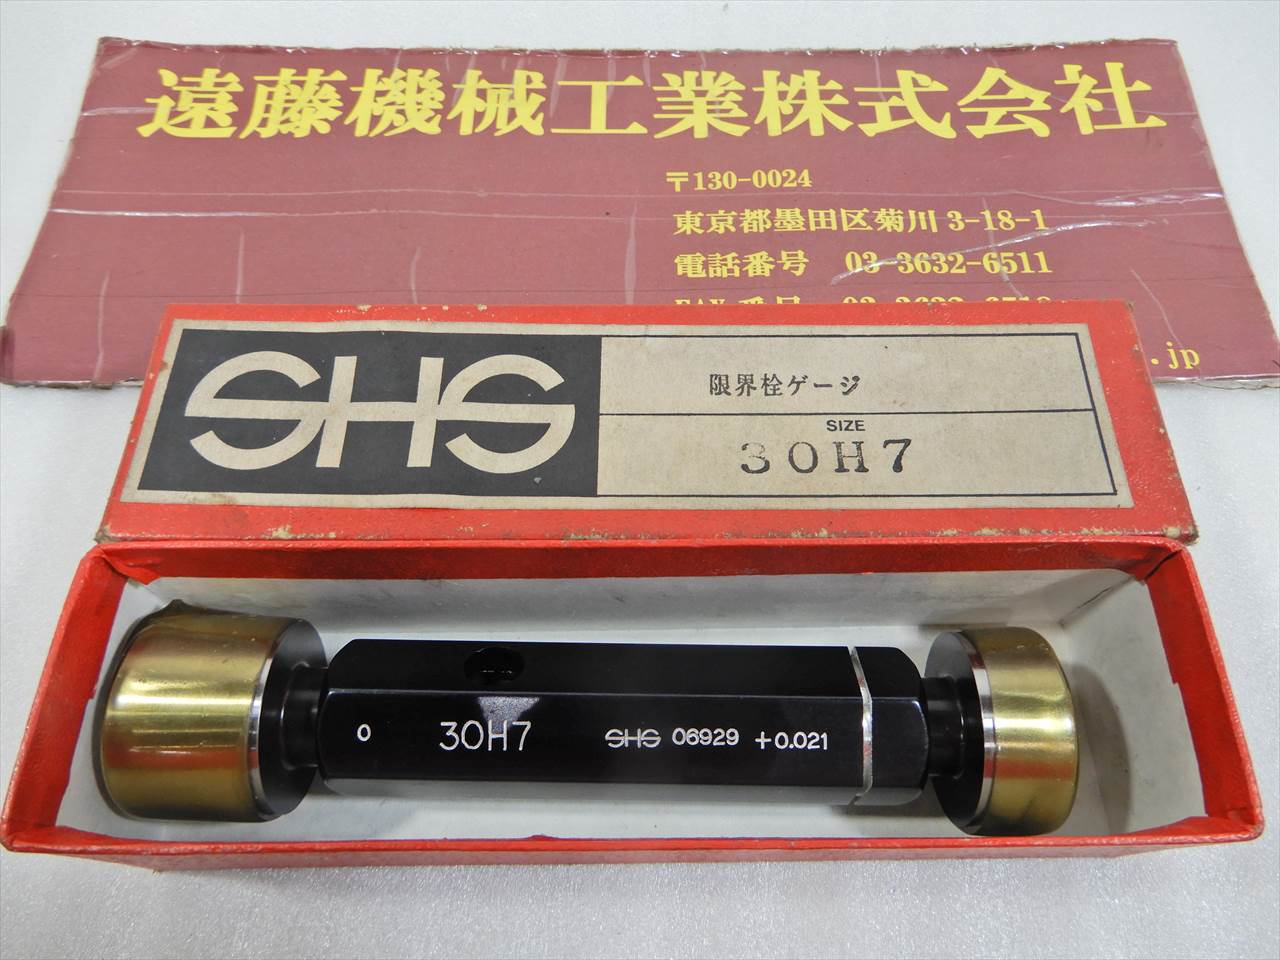 遠藤機械工業株式会社
〒130-0024
東京都墨田区菊川 3-18-1
電話番号 03-3632-6511
.jp
SHS
限界栓ゲージ
SIZE
30H7
0 30H7 SHS 06929 +0.021